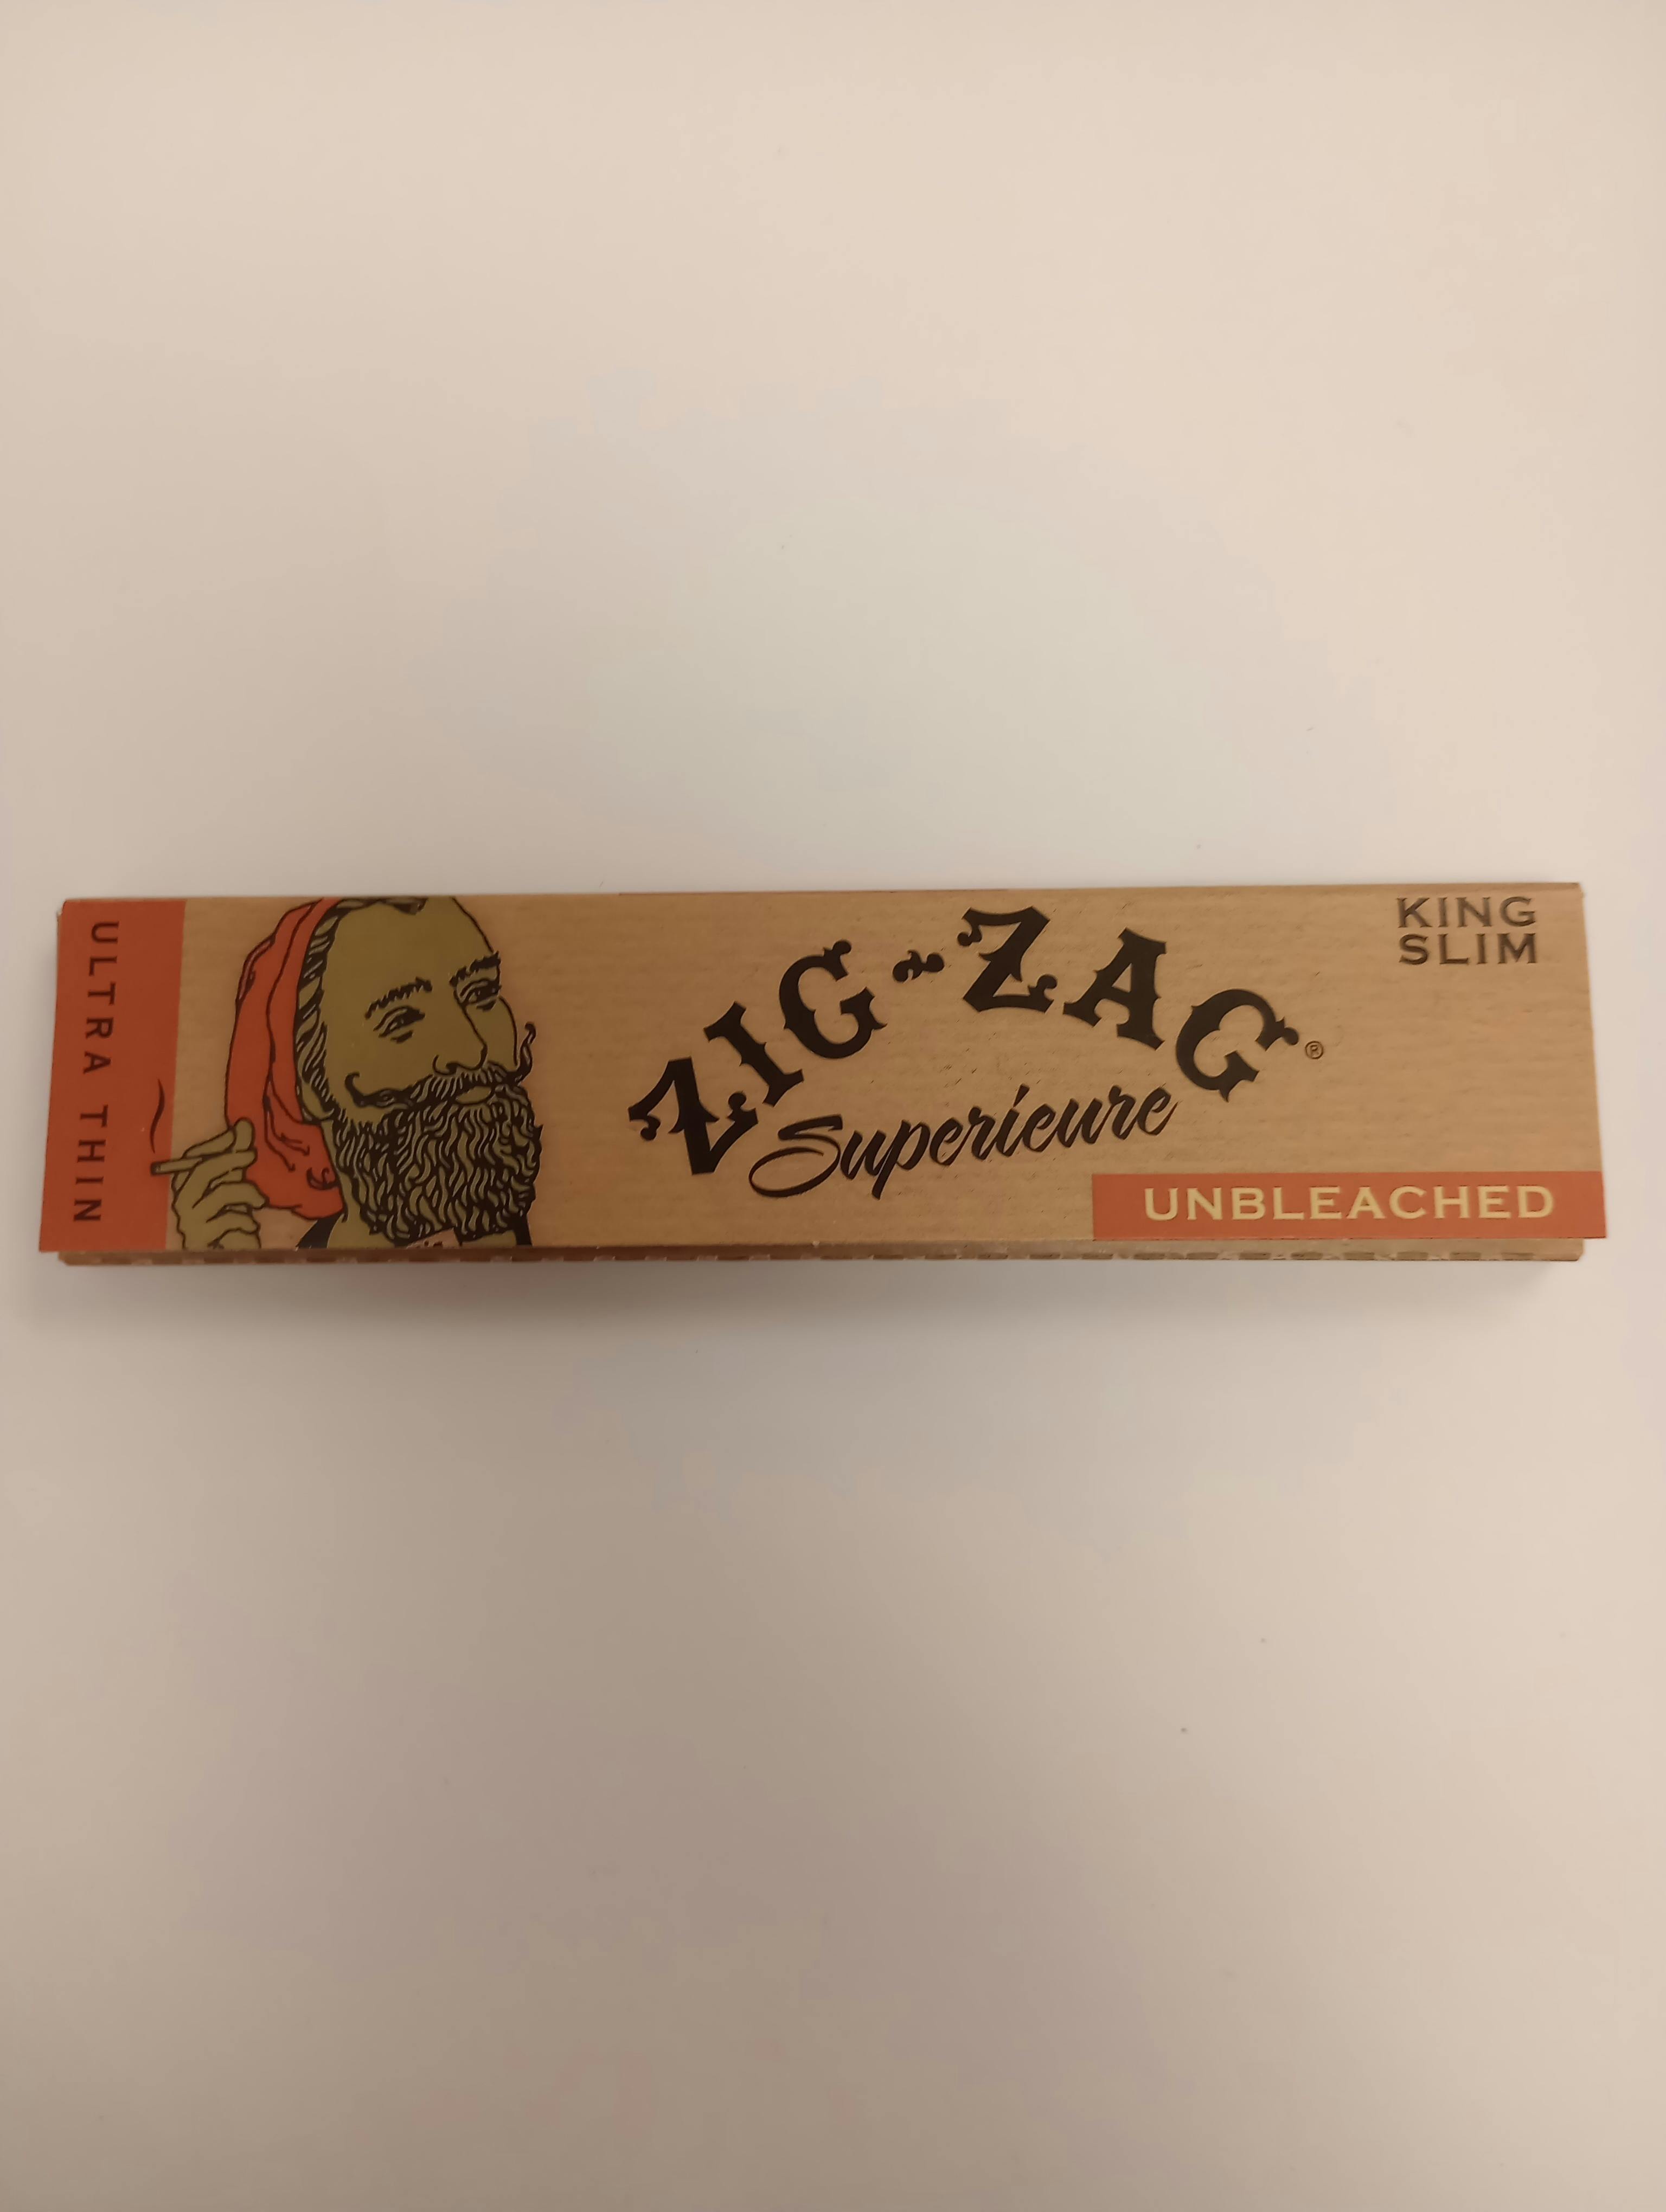 ULTRA THIN
ZIG-ZAG®
Superieure
KING
SLIM
UNBLEACHED